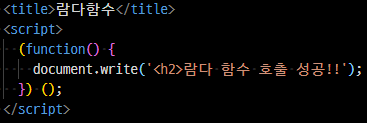 <title>람다함수</title>
<script>
(function() {
document.write('<h2>람다 함수 호출 성공!!');
}) ();
</script>